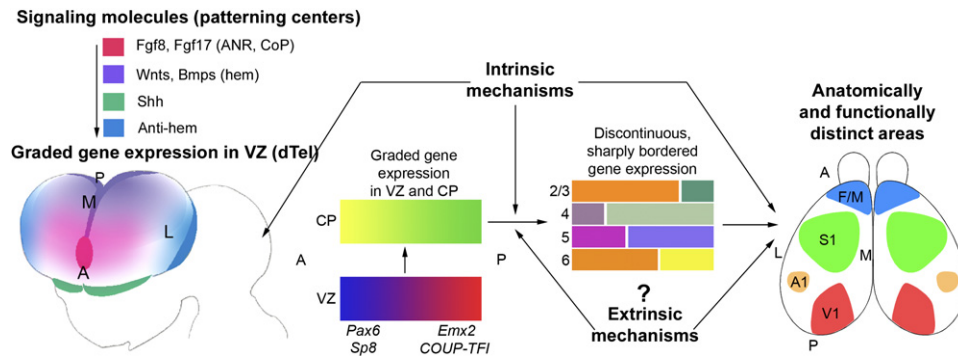 Signaling molecules (patterning centers)
Fgf8, Fgf17 (ANR, CoP)
Wnts, Bmps (hem)
Shh
Anti-hem
Graded gene expression in VZ (dTel)
P
M
L
A
Intrinsic
mechanisms
Graded gene
expression
in VZ and CP
CP
A
P
VZ
Pax6
Sp8
Emx2
COUP-TFI
Discontinuous,
sharply bordered
gene expression
2/3
4
5
6
?
Extrinsic
mechanisms
Anatomically
and functionally
distinct areas
A
F/M
S1
L
M
A1
V1
P